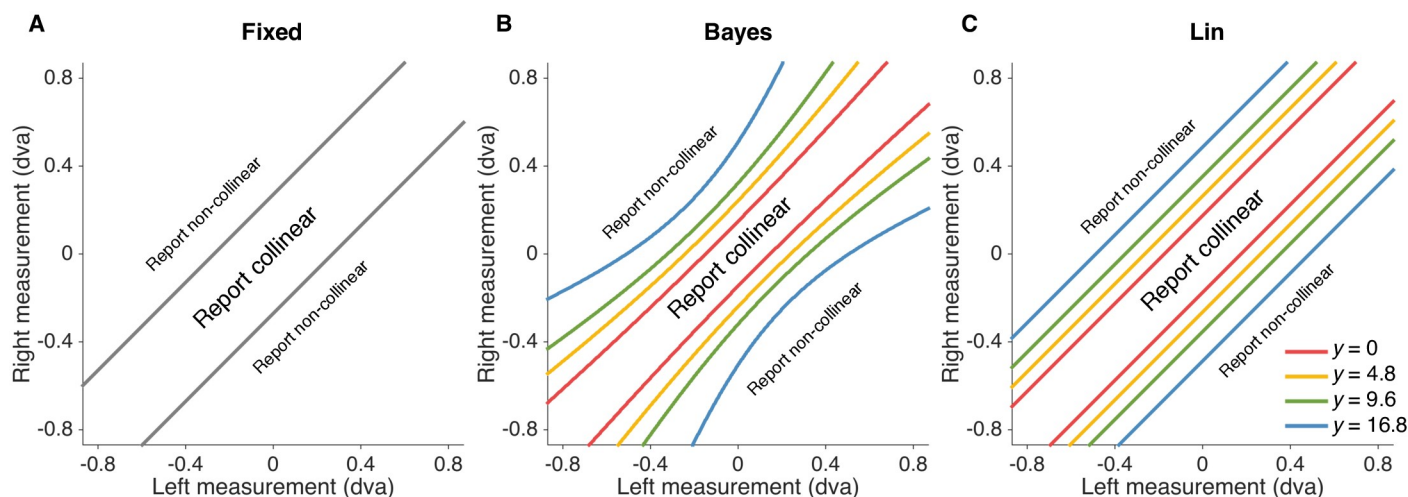 A
Fixed
Right measurement (dva)
0.8
0.4
0
-0.4
-0.8
Report non-collinear
Report collinear
Report non-collinear
-0.8
-0.4
0
0.4
0.8
Left measurement (dva)
B
Bayes
Right measurement (dva)
0.8
0.4
0
-0.4
-0.8
Report non-collinear
Report collinear
Report non-collinear
-0.8
-0.4
0
0.4
0.8
Left measurement (dva)
C
Lin
Right measurement (dva)
0.8
0.4
0
-0.4
-0.8
Report non-collinear
Report collinear
Report non-collinear
y = 0
y = 4.8
y = 9.6
y = 16.8
-0.8
-0.4
0
0.4
0.8
Left measurement (dva)